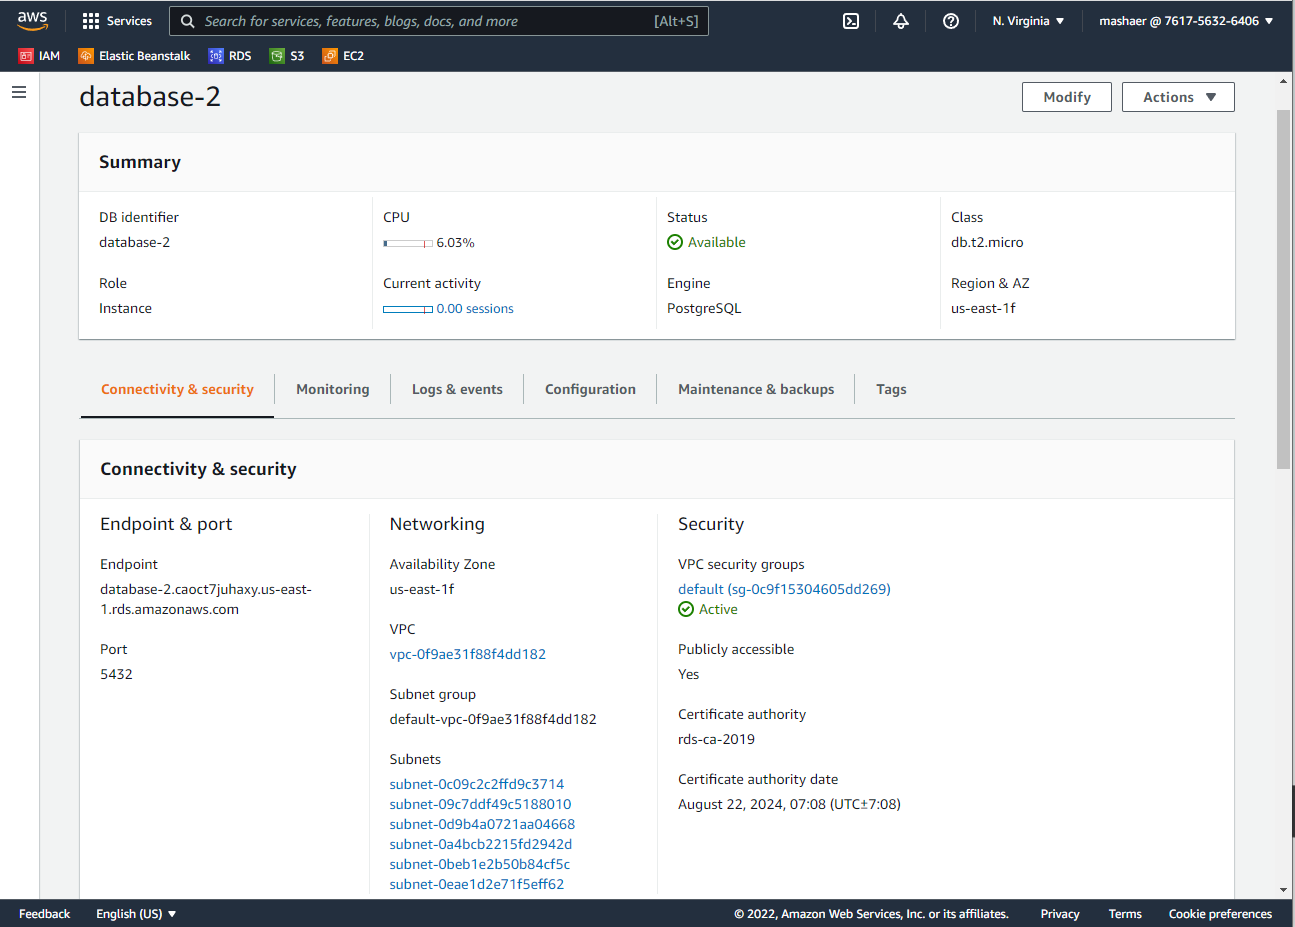 aws Services Search for services, features, blogs, docs, and more [Alt+S] N. Virginia ▼ mashaer @ 7617-5632-6406 ▼
IAM Elastic Beanstalk RDS S3 EC2
database-2 Modify Actions ▼
Summary
DB identifier CPU Status Class
database-2 6.03% Available db.t2.micro
Role Current activity Engine Region & AZ
Instance 0.00 sessions PostgreSQL us-east-1f
Connectivity & security Monitoring Logs & events Configuration Maintenance & backups Tags
Connectivity & security
Endpoint & port
Endpoint
database-2.caoct7juhaxy.us-east-
1.rds.amazonaws.com
Port
5432
Networking
Availability Zone
us-east-1f
VPC
vpc-0f9ae31f88f4dd182
Subnet group
default-vpc-0f9ae31f88f4dd182
Subnets
subnet-0c09c2c2ffd9c3714
subnet-09c7ddf49c5188010
subnet-0d9b4a0721aa04668
subnet-0a4bcb2215fd2942d
subnet-0beb1e2b50b84cf5c
subnet-0eae1d2e71f5eff62
Security
VPC security groups
default (sg-0c9f15304605dd269)
Active
Publicly accessible
Yes
Certificate authority
rds-ca-2019
Certificate authority date
August 22, 2024, 07:08 (UTC±7:08)
Feedback English (US) ▼ © 2022, Amazon Web Services, Inc. or its affiliates. Privacy Terms Cookie preferences